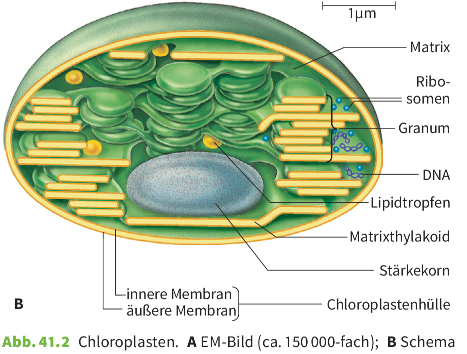 1µm
Matrix
Ribo-
somen
Granum
DNA
Lipidtropfen
Matrixthylakoid
Stärkekorn
B
innere Membran
äußere Membran
Chloroplastenhülle
Abb. 41.2 Chloroplasten. A EM-Bild (ca. 150 000-fach); B Schema